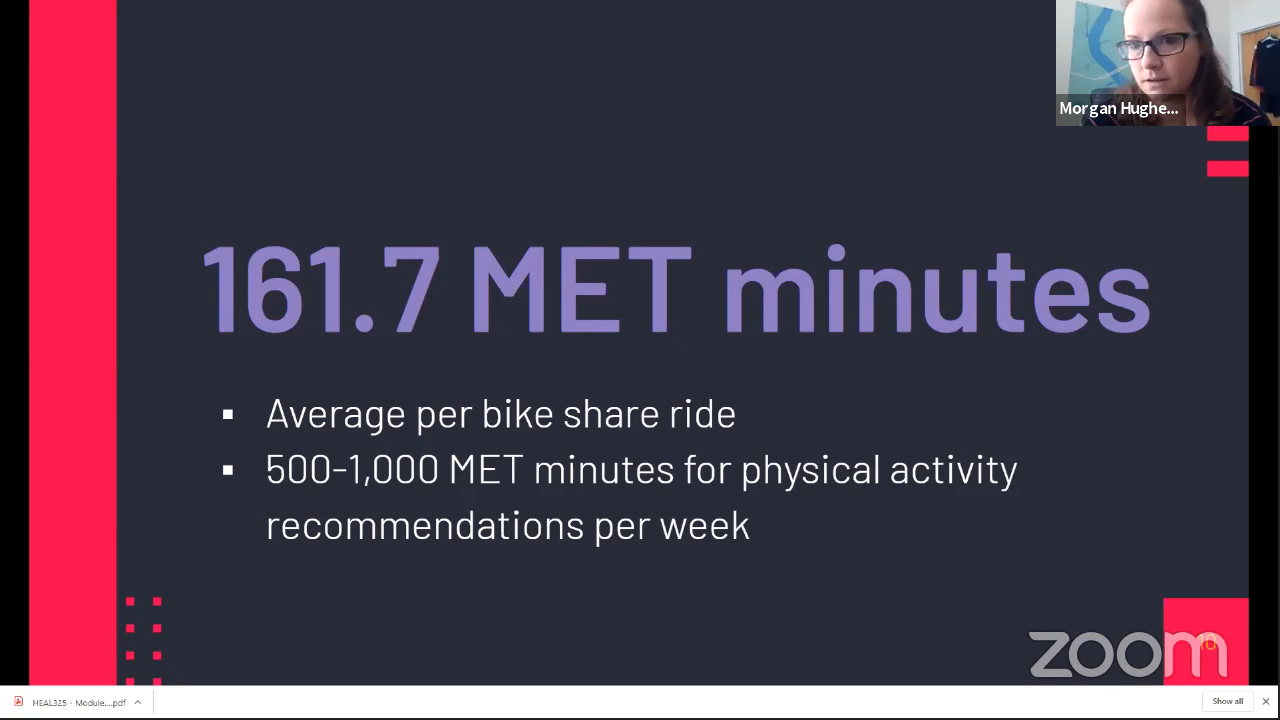 Morgan Hughe...
161.7 MET minutes
▪ Average per bike share ride
▪ 500-1,000 MET minutes for physical activity
recommendations per week
10
zoom
HEAL325 - Module....pdf
Show all